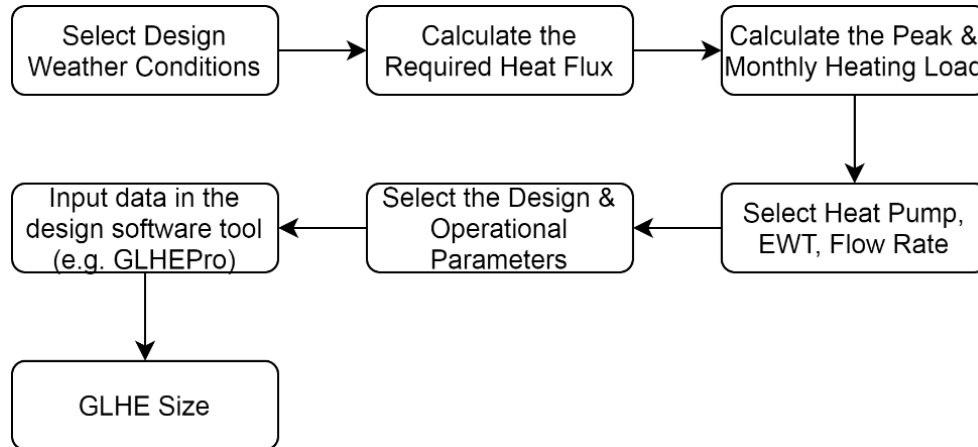 Select Design
Weather Conditions
Calculate the
Required Heat Flux
Calculate the Peak &
Monthly Heating Load
Select Heat Pump,
EWT, Flow Rate
Select the Design &
Operational
Parameters
Input data in the
design software tool
(e.g. GLHEPro)
GLHE Size